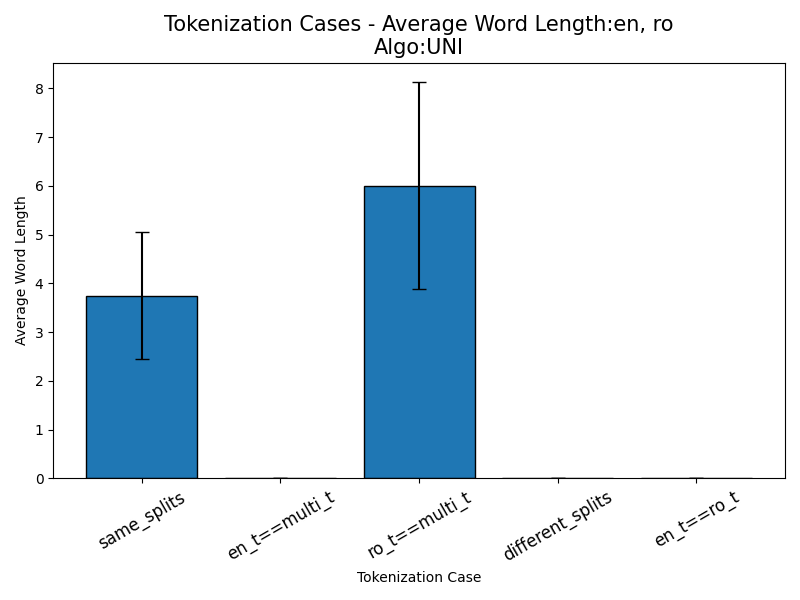 Tokenization Cases - Average Word Length:en, ro
Algo:UNI
8
7
6
5
4
3
2
1
0
Average Word Length
same_splits
en_t==multi_t
ro_t==multi_t
different_splits
en_t==ro_t
Tokenization Case